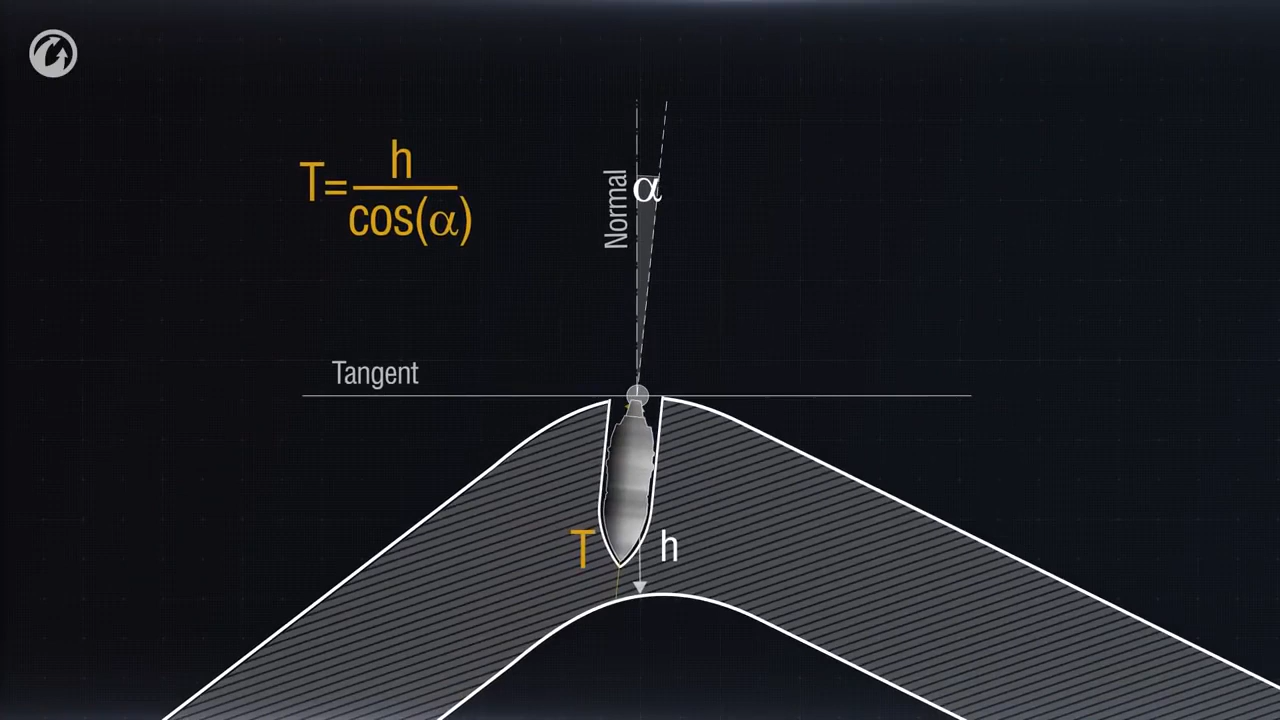 T= h
cos(α)
Normal
α
Tangent
T
h